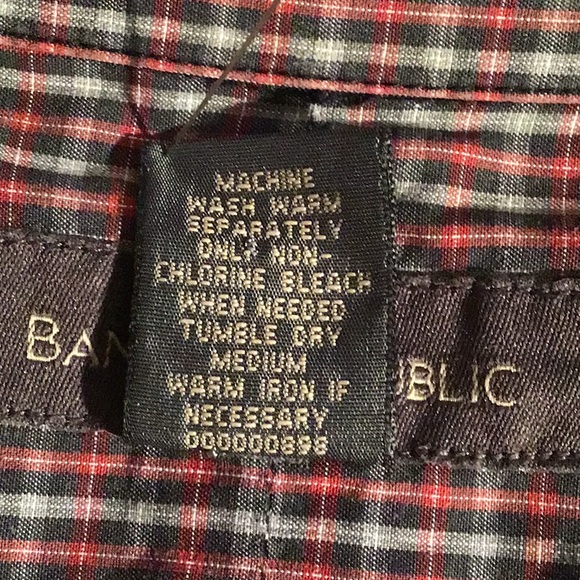 MACHINE
WASH WARM
SEPARATELY
ONLY NON-
CHLORINE BLEACH
WHEN NEEDED
TUMBLE DRY
MEDIUM
WARM IRON IF
NECESSARY
000000898
BAN UBLIC